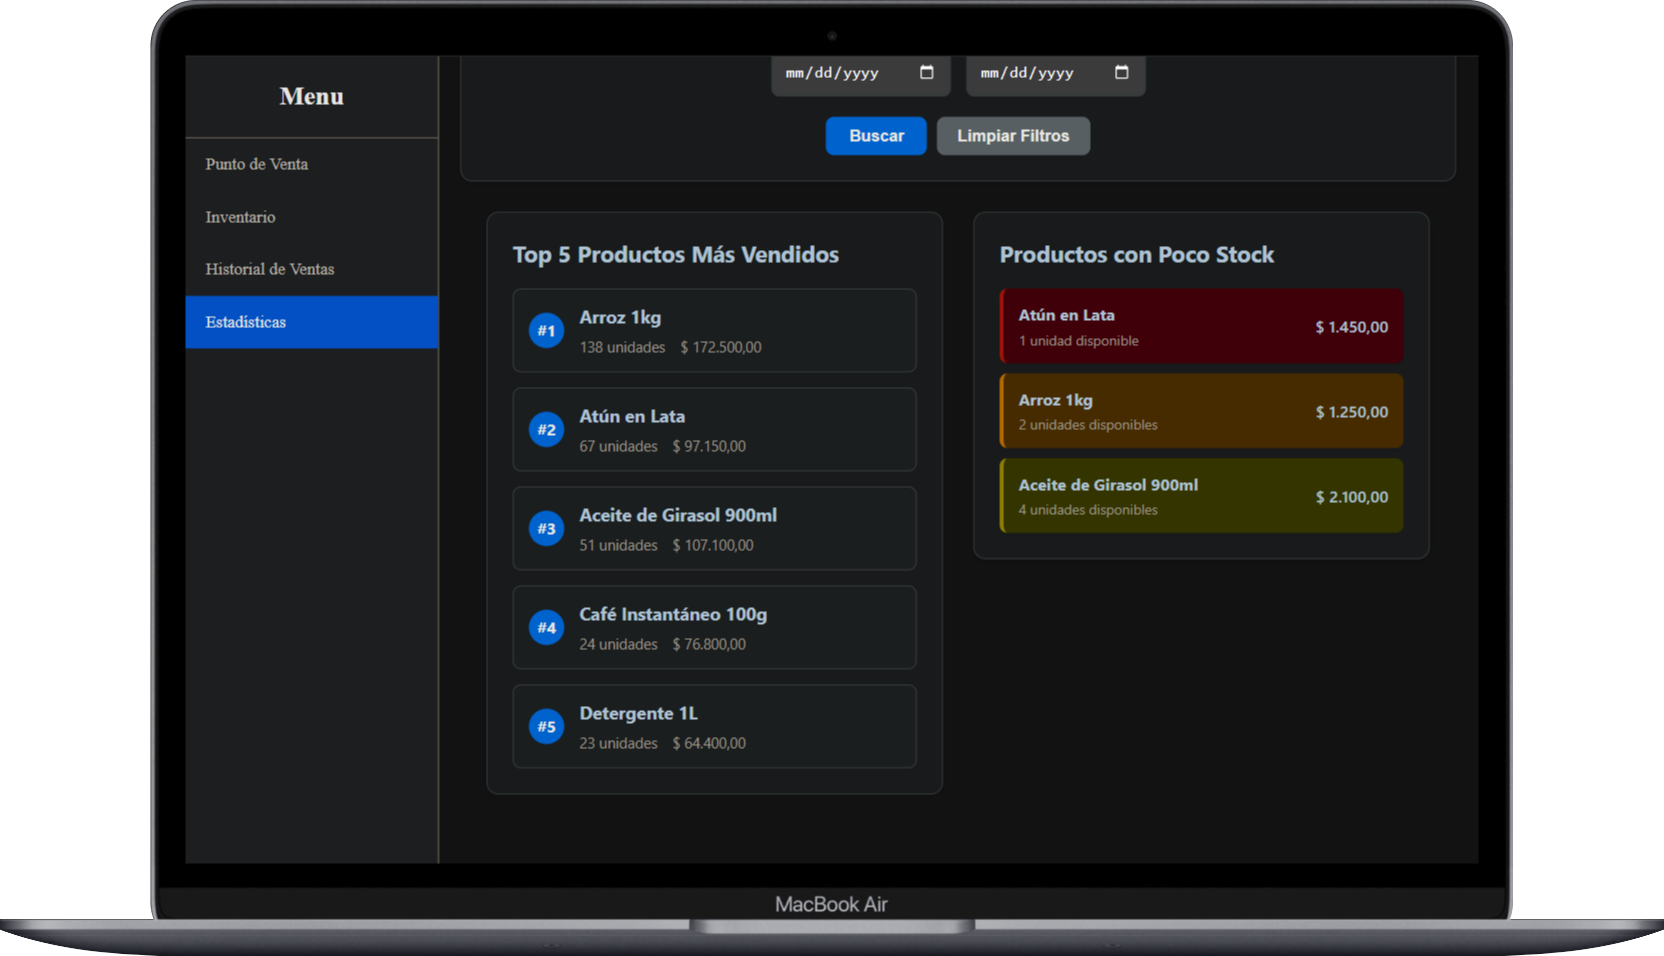 Menu
Punto de Venta
Inventario
Historial de Ventas
Estadísticas
mm/dd/yyyy
mm/dd/yyyy
Buscar
Limpiar Filtros
Top 5 Productos Más Vendidos
#1
Arroz 1kg
138 unidades $ 172.500,00
#2
Atún en Lata
67 unidades $ 97.150,00
#3
Aceite de Girasol 900ml
51 unidades $ 107.100,00
#4
Café Instantáneo 100g
24 unidades $ 76.800,00
#5
Detergente 1L
23 unidades $ 64.400,00
Productos con Poco Stock
Atún en Lata
1 unidad disponible
$ 1.450,00
Arroz 1kg
2 unidades disponibles
$ 1.250,00
Aceite de Girasol 900ml
4 unidades disponibles
$ 2.100,00
MacBook Air